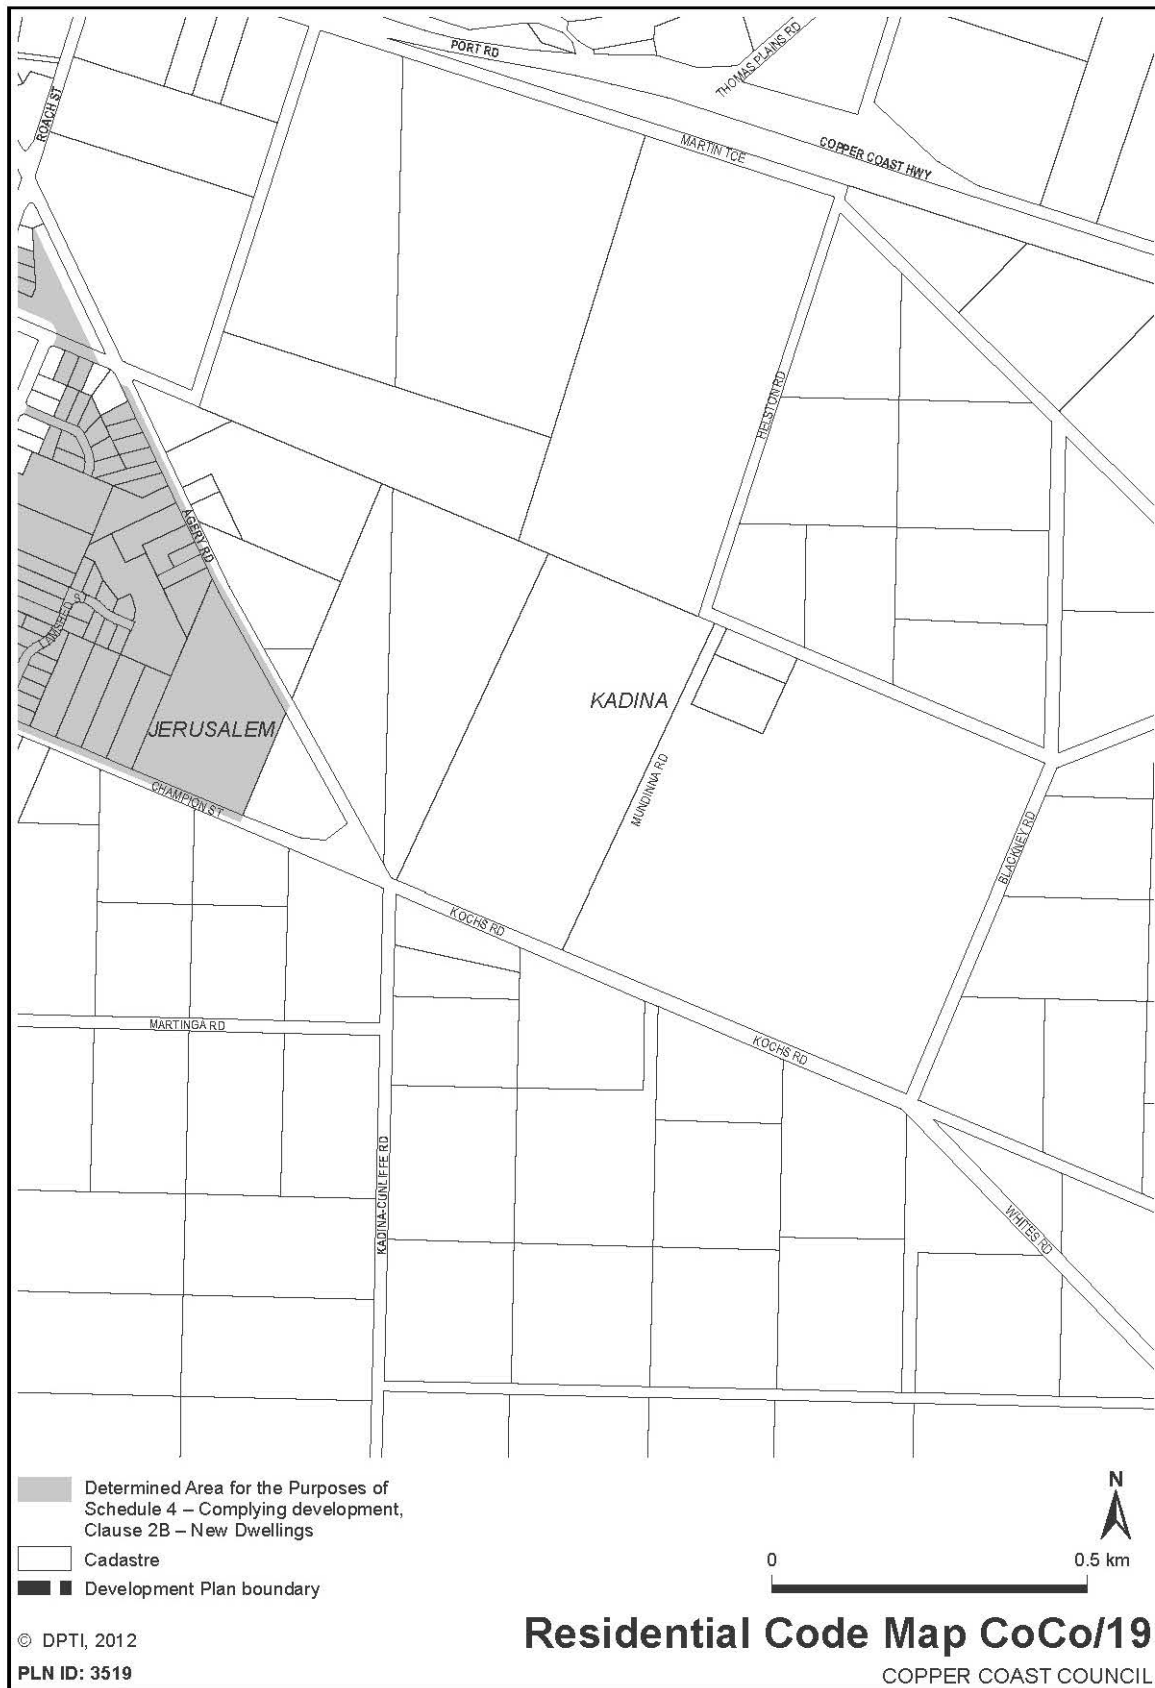 PORT RD
THOMAS PLAINS RD
ROACH ST
MARTIN TCE
COPPER COAST HWY
HELSTON RD
AGERY RD
LAMSHED ST
KADINA
JERUSALEM
MUNDINNA RD
CHAMPION ST
BLACKNEY RD
KOCHS RD
MARTINGA RD
KOCHS RD
KADINA-CUNLIFFE RD
WHITES RD
Determined Area for the Purposes of
Schedule 4 – Complying development,
Clause 2B – New Dwellings
Cadastre
Development Plan boundary
N
0 0.5 km
© DPTI, 2012
PLN ID: 3519
Residential Code Map CoCo/19
COPPER COAST COUNCIL